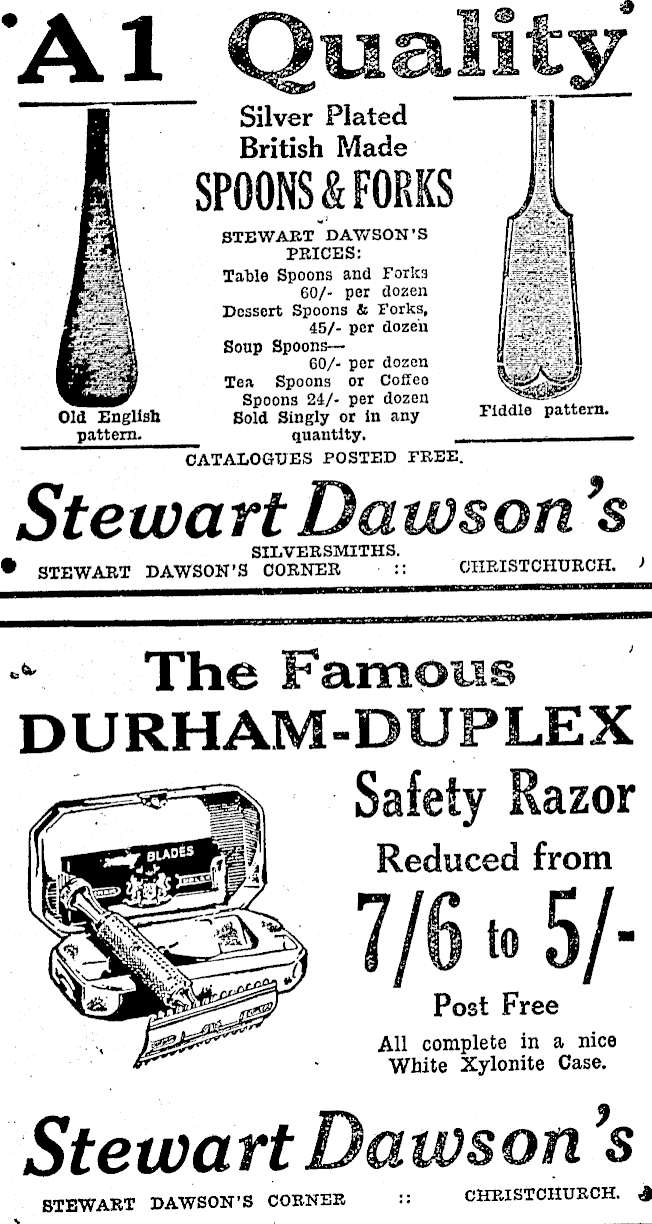 A1 Quality
Silver Plated
British Made
SPOONS & FORKS
STEWART DAWSON'S
PRICES:
Table Spoons and Forks
60/- per dozen
Dessert Spoons & Forks,
45/- per dozen
Soup Spoons—
60/- per dozen
Tea Spoons or Coffee
Spoons 24/- per dozen
Sold Singly or in any
quantity.
Old English
pattern.
Fiddle pattern.
CATALOGUES POSTED FREE.
Stewart Dawson's
SILVERSMITHS.
STEWART DAWSON'S CORNER :: CHRISTCHURCH.
The Famous
DURHAM-DUPLEX
Safety Razor
Reduced from
7/6 to 5/-
Post Free
All complete in a nice
White Xylonite Case.
BLADES
Stewart Dawson's
STEWART DAWSON'S CORNER :: CHRISTCHURCH.